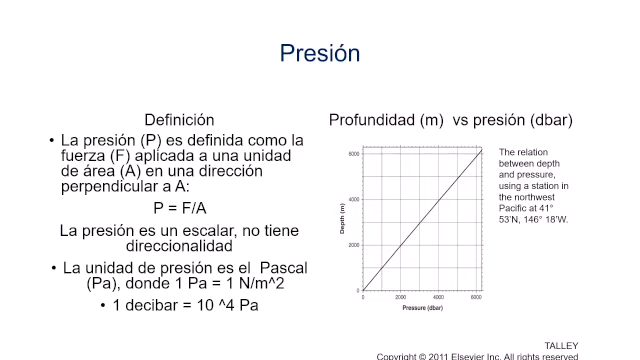 Presión
Definición
• La presión (P) es definida como la
fuerza (F) aplicada a una unidad
de área (A) en una dirección
perpendicular a A:
P = F/A
La presión es un escalar, no tiene
direccionalidad
• La unidad de presión es el  Pascal
(Pa), donde 1 Pa = 1 N/m^2
• 1 decibar = 10 ^4 Pa
Profundidad (m)  vs presión (dbar)
6000
4000
2000
0
Depth (m)
0 2000 4000 6000
Pressure (dbar)
The relation
between depth
and pressure,
using a station in
the northwest
Pacific at 41°
53’N, 146° 18’W.
TALLEY
Copyright © 2011 Elsevier Inc. All rights reserved